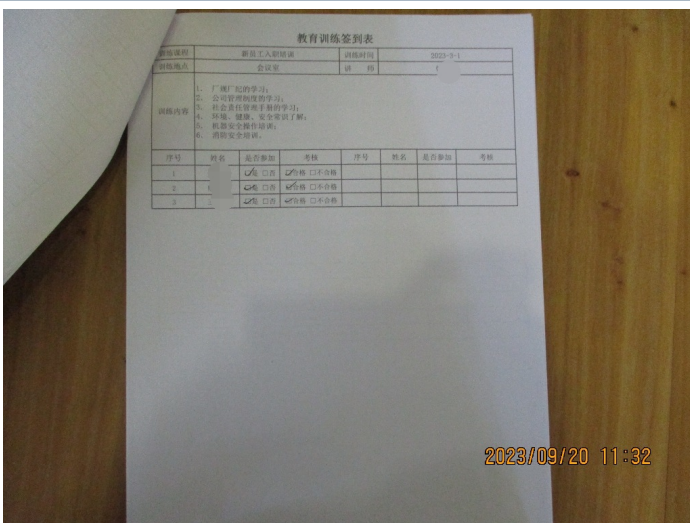 教育训练签到表
训练课程 新员工入职培训 训练时间 2023-3-1
训练地点 会议室 讲 师
训练内容
1. 厂规厂纪的学习;
2. 公司管理制度的学习;
3. 社会责任管理手册的学习;
4. 环境、健康、安全常识了解;
5. 机器安全操作培训;
6. 消防安全培训。
序号 姓名 是否参加 考核 序号 姓名 是否参加 考核
1 ☑是 □否 ☑合格 □不合格
2 ☑是 □否 ☑合格 □不合格
3 ☑是 □否 ☑合格 □不合格
2023/09/20 11:32